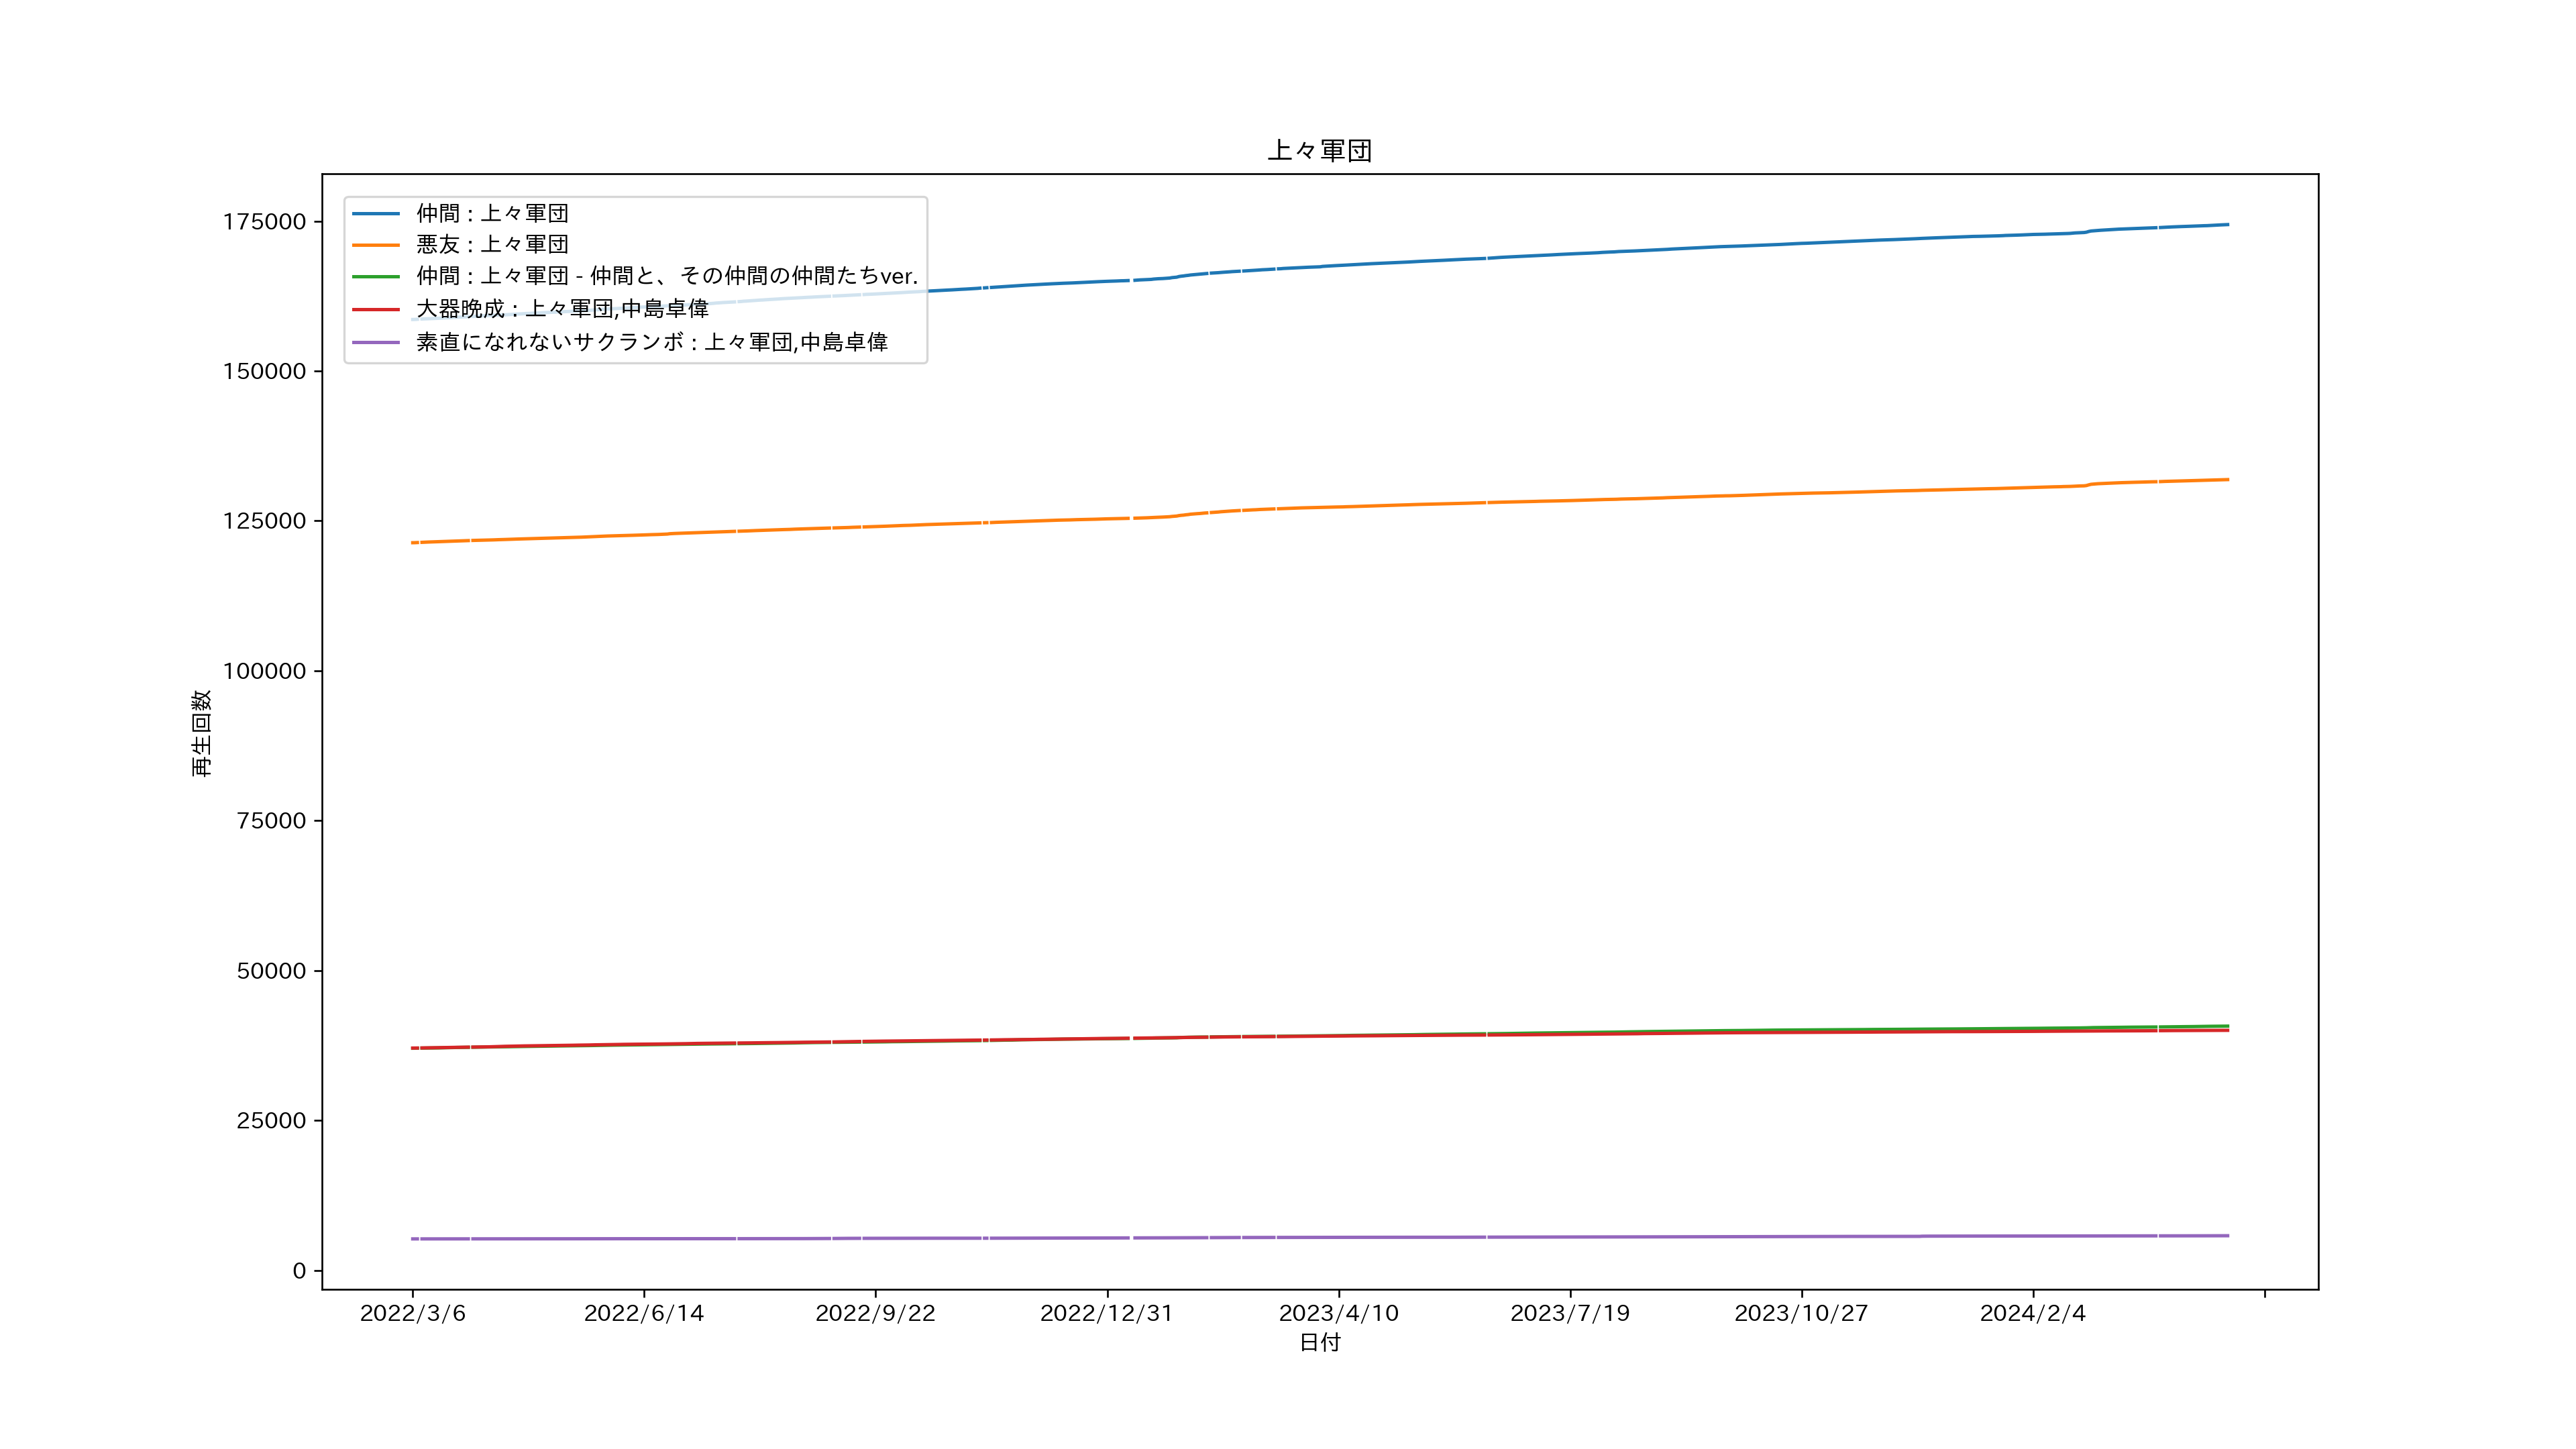 上々軍団
仲間 : 上々軍団
悪友 : 上々軍団
仲間 : 上々軍団 - 仲間と、その仲間の仲間たちver.
大器晩成 : 上々軍団,中島卓偉
素直になれないサクランボ : 上々軍団,中島卓偉
175000
150000
125000
100000
75000
50000
25000
0
再生回数
2022/3/6 2022/6/14 2022/9/22 2022/12/31 2023/4/10 2023/7/19 2023/10/27 2024/2/4
日付